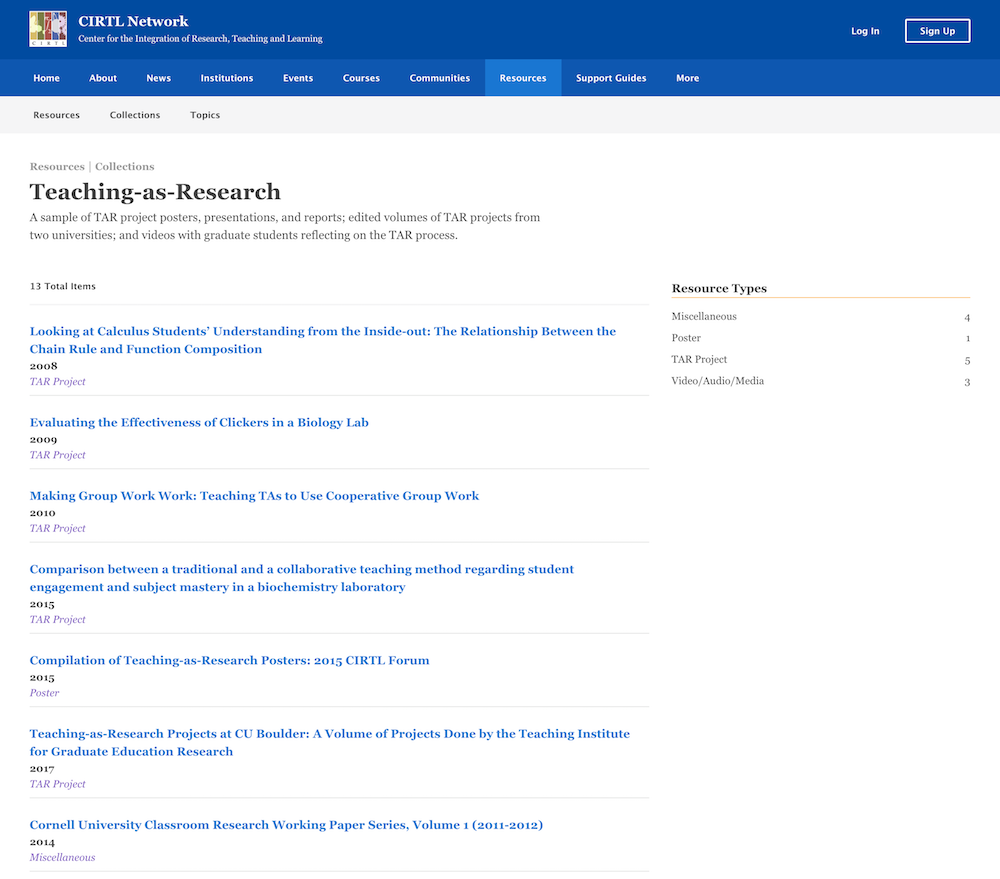 CIRTL
CIRTL Network
Center for the Integration of Research, Teaching and Learning
Log In
Sign Up
Home
About
News
Institutions
Events
Courses
Communities
Resources
Support Guides
More
Resources
Collections
Topics
Resources | Collections
Teaching-as-Research
A sample of TAR project posters, presentations, and reports; edited volumes of TAR projects from
two universities; and videos with graduate students reflecting on the TAR process.
13 Total Items
Looking at Calculus Students’ Understanding from the Inside-out: The Relationship Between the
Chain Rule and Function Composition
2008
TAR Project
Evaluating the Effectiveness of Clickers in a Biology Lab
2009
TAR Project
Making Group Work Work: Teaching TAs to Use Cooperative Group Work
2010
TAR Project
Comparison between a traditional and a collaborative teaching method regarding student
engagement and subject mastery in a biochemistry laboratory
2015
TAR Project
Compilation of Teaching-as-Research Posters: 2015 CIRTL Forum
2015
Poster
Teaching-as-Research Projects at CU Boulder: A Volume of Projects Done by the Teaching Institute
for Graduate Education Research
2017
TAR Project
Cornell University Classroom Research Working Paper Series, Volume 1 (2011-2012)
2014
Miscellaneous
Resource Types
Miscellaneous 4
Poster 1
TAR Project 5
Video/Audio/Media 3